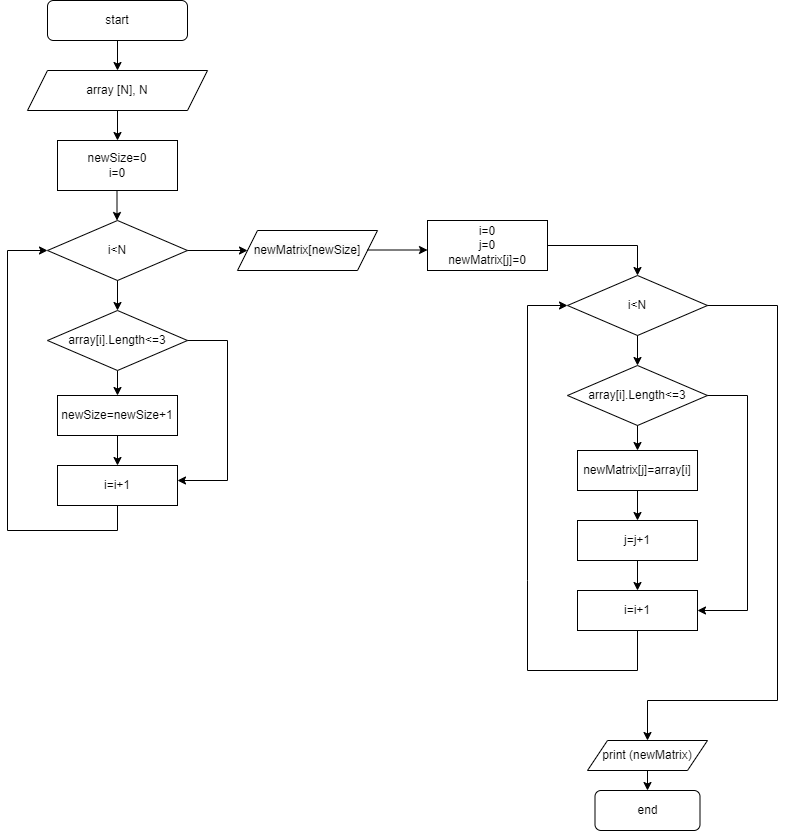 start
array [N], N
newSize=0
i=0
i<N
array[i].Length<=3
newSize=newSize+1
i=i+1
newMatrix[newSize]
i=0
j=0
newMatrix[j]=0
i<N
array[i].Length<=3
newMatrix[j]=array[i]
j=j+1
i=i+1
print (newMatrix)
end